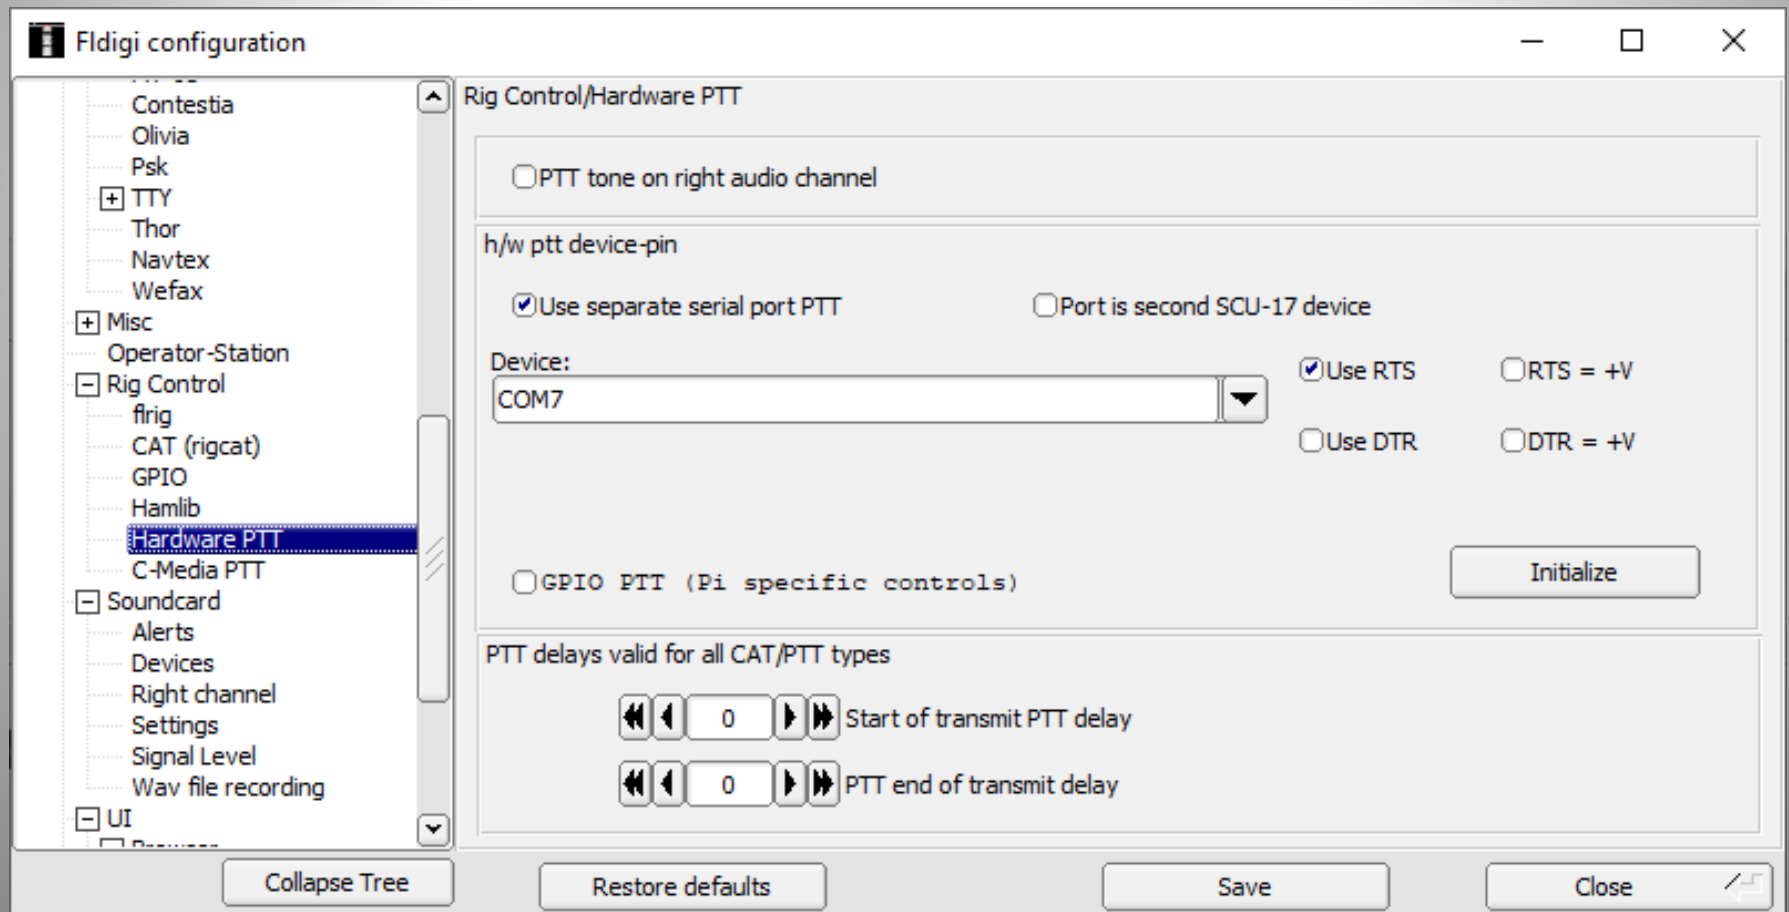 Fldigi configuration
Contestia
Olivia
Psk
TTY
Thor
Navtex
Wefax
Misc
Operator-Station
Rig Control
flrig
CAT (rigcat)
GPIO
Hamlib
Hardware PTT
C-Media PTT
Soundcard
Alerts
Devices
Right channel
Settings
Signal Level
Wav file recording
UI
Collapse Tree
Rig Control/Hardware PTT
PTT tone on right audio channel
h/w ptt device-pin
Use separate serial port PTT
Port is second SCU-17 device
Device:
COM7
Use RTS
RTS = +V
Use DTR
DTR = +V
GPIO PTT (Pi specific controls)
Initialize
PTT delays valid for all CAT/PTT types
0 Start of transmit PTT delay
0 PTT end of transmit delay
Restore defaults
Save
Close